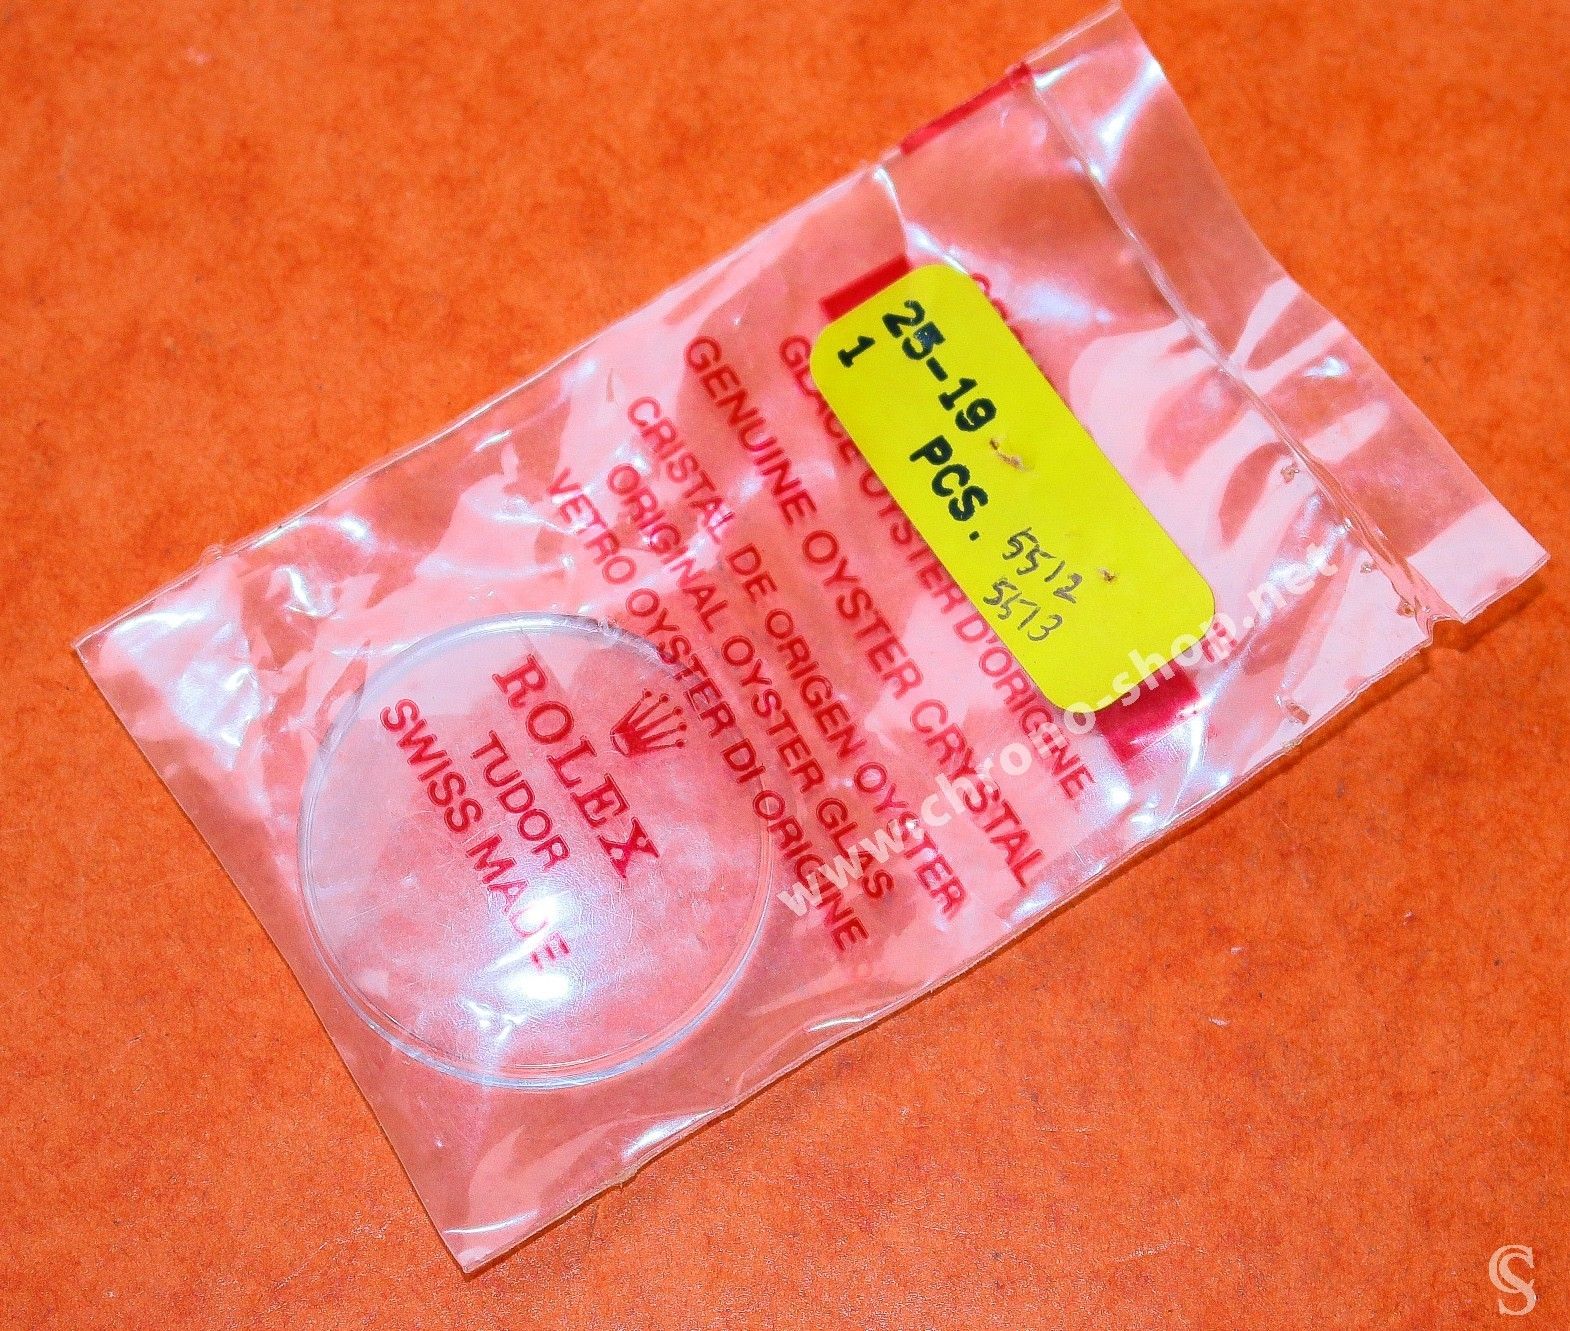 25-19
1 PCS.
5512
5513
GLACE OYSTER D'ORIGINE
GENUINE OYSTER CRYSTAL
CRISTAL DE ORIGEN OYSTER
ORIGINAL OYSTER GLAS
VETRO OYSTER DI ORIGINE
ROLEX
TUDOR
SWISS MADE
www.chrono-shop.net